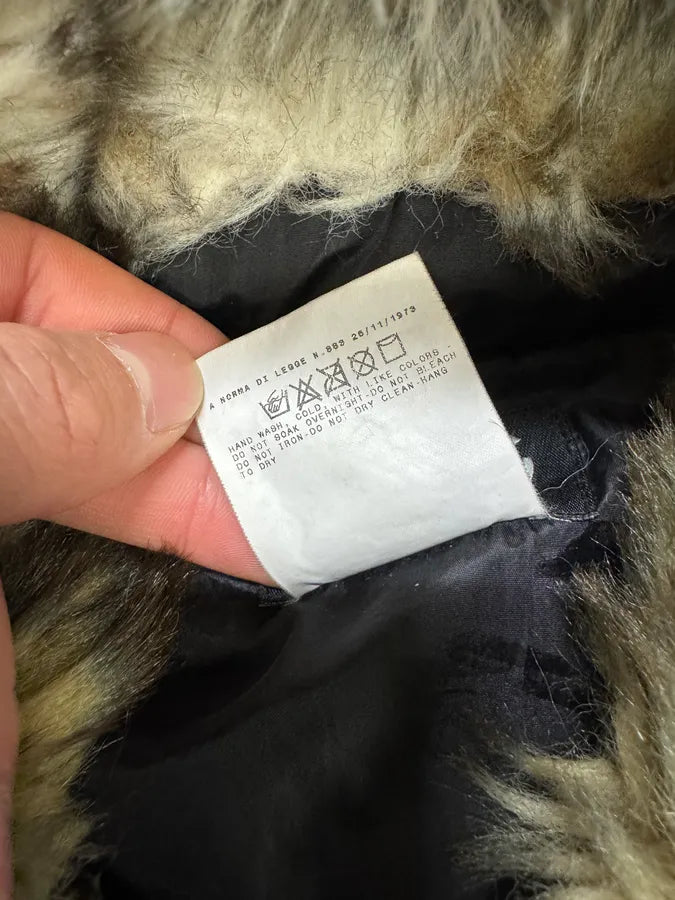 A NORMA DI LEGGE N.883 26/11/1973
HAND WASH, COLD, WITH LIKE COLORS -
DO NOT SOAK OVERNIGHT-DO NOT BLEACH
DO NOT IRON-DO NOT DRY CLEAN-HANG
TO DRY